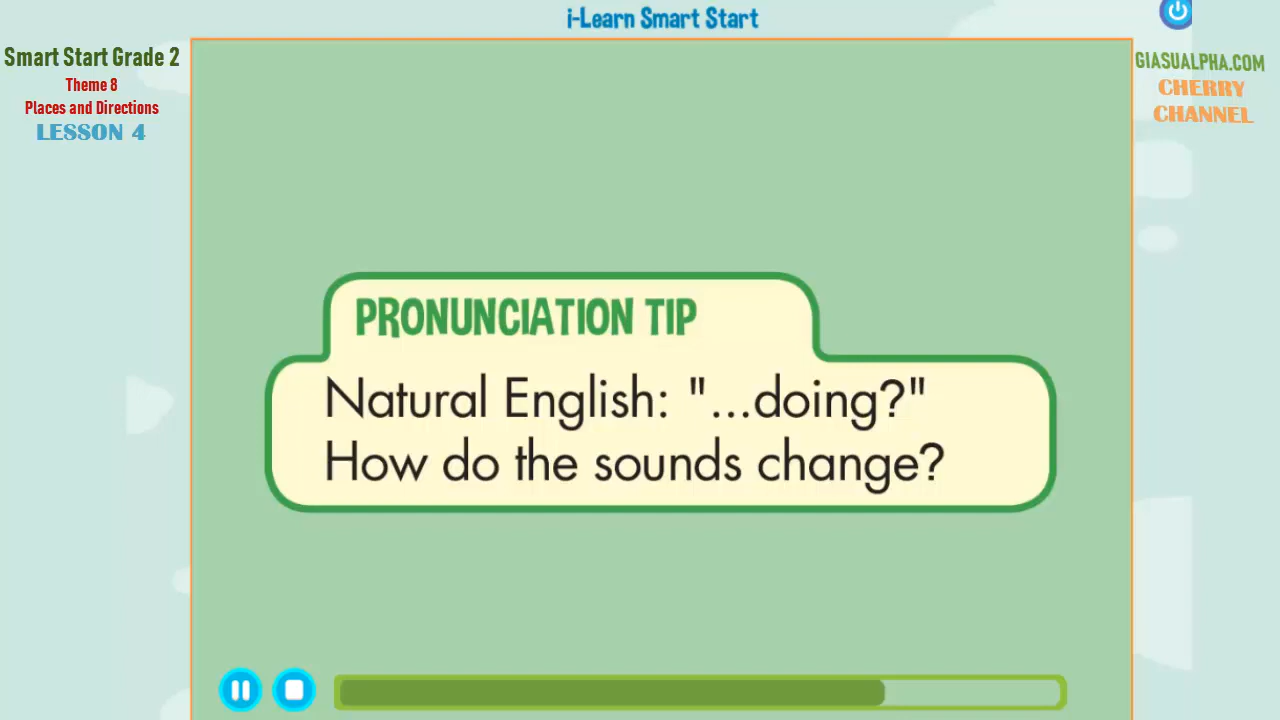 i-Learn Smart Start
Smart Start Grade 2
Theme 8
Places and Directions
LESSON 4
GIASUALPHA.COM
CHERRY
CHANNEL
PRONUNCIATION TIP
Natural English: "...doing?"
How do the sounds change?